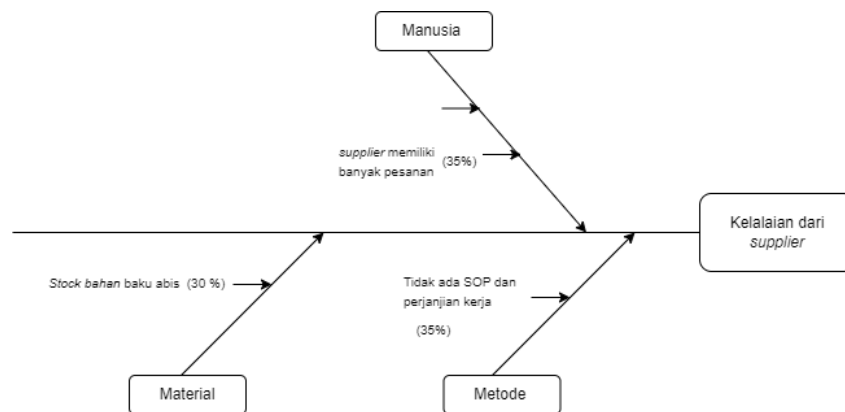 Manusia
supplier memiliki
banyak pesanan
(35%)
Kelalaian dari
supplier
Stock bahan baku abis (30 %)
Tidak ada SOP dan
perjanjian kerja
(35%)
Material
Metode